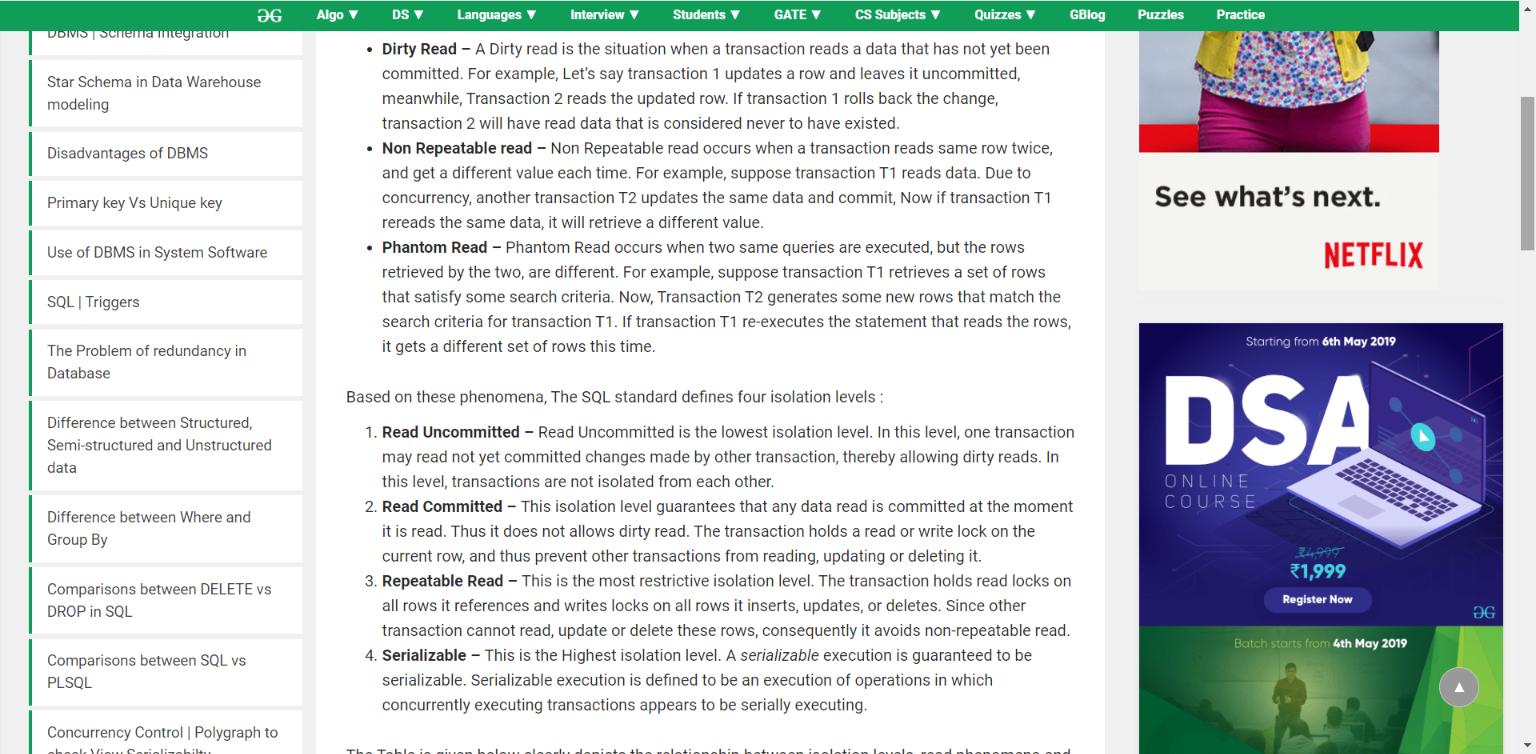 ƏG Algo ▼ DS ▼ Languages ▼ Interview ▼ Students ▼ GATE ▼ CS Subjects ▼ Quizzes ▼ GBlog Puzzles Practice
DBMS | Schema Integration
Star Schema in Data Warehouse
modeling
Disadvantages of DBMS
Primary key Vs Unique key
Use of DBMS in System Software
SQL | Triggers
The Problem of redundancy in
Database
Difference between Structured,
Semi-structured and Unstructured
data
Difference between Where and
Group By
Comparisons between DELETE vs
DROP in SQL
Comparisons between SQL vs
PLSQL
Concurrency Control | Polygraph to
check View Serializabilty
• Dirty Read – A Dirty read is the situation when a transaction reads a data that has not yet been
committed. For example, Let's say transaction 1 updates a row and leaves it uncommitted,
meanwhile, Transaction 2 reads the updated row. If transaction 1 rolls back the change,
transaction 2 will have read data that is considered never to have existed.
• Non Repeatable read – Non Repeatable read occurs when a transaction reads same row twice,
and get a different value each time. For example, suppose transaction T1 reads data. Due to
concurrency, another transaction T2 updates the same data and commit, Now if transaction T1
rereads the same data, it will retrieve a different value.
• Phantom Read – Phantom Read occurs when two same queries are executed, but the rows
retrieved by the two, are different. For example, suppose transaction T1 retrieves a set of rows
that satisfy some search criteria. Now, Transaction T2 generates some new rows that match the
search criteria for transaction T1. If transaction T1 re-executes the statement that reads the rows,
it gets a different set of rows this time.
Based on these phenomena, The SQL standard defines four isolation levels :
1. Read Uncommitted – Read Uncommitted is the lowest isolation level. In this level, one transaction
may read not yet committed changes made by other transaction, thereby allowing dirty reads. In
this level, transactions are not isolated from each other.
2. Read Committed – This isolation level guarantees that any data read is committed at the moment
it is read. Thus it does not allows dirty read. The transaction holds a read or write lock on the
current row, and thus prevent other transactions from reading, updating or deleting it.
3. Repeatable Read – This is the most restrictive isolation level. The transaction holds read locks on
all rows it references and writes locks on all rows it inserts, updates, or deletes. Since other
transaction cannot read, update or delete these rows, consequently it avoids non-repeatable read.
4. Serializable – This is the Highest isolation level. A serializable execution is guaranteed to be
serializable. Serializable execution is defined to be an execution of operations in which
concurrently executing transactions appears to be serially executing.
The Table is given below clearly depicts the relationship between isolation levels, read phenomena and
See what's next.
NETFLIX
Starting from 6th May 2019
DSA
ONLINE
COURSE
₹4,999
₹1,999
Register Now
ƏG
Batch starts from 4th May 2019